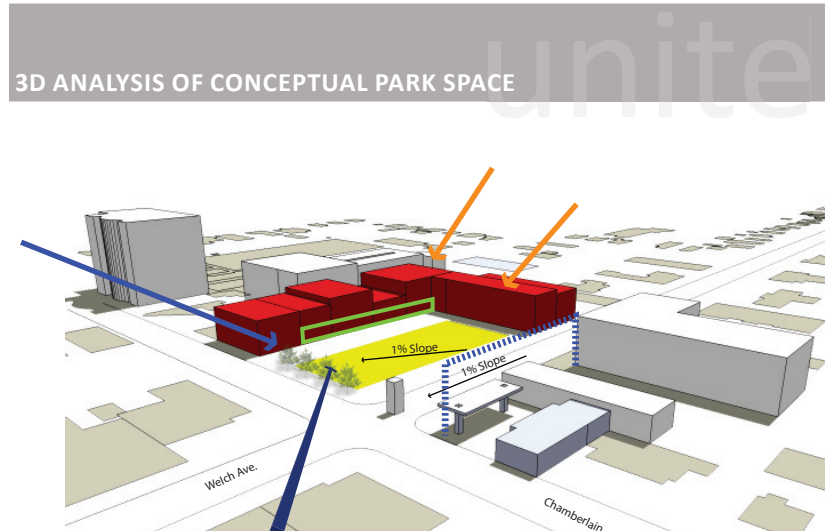 unite
3D ANALYSIS OF CONCEPTUAL PARK SPACE
1% Slope
1% Slope
Welch Ave.
Chamberlain